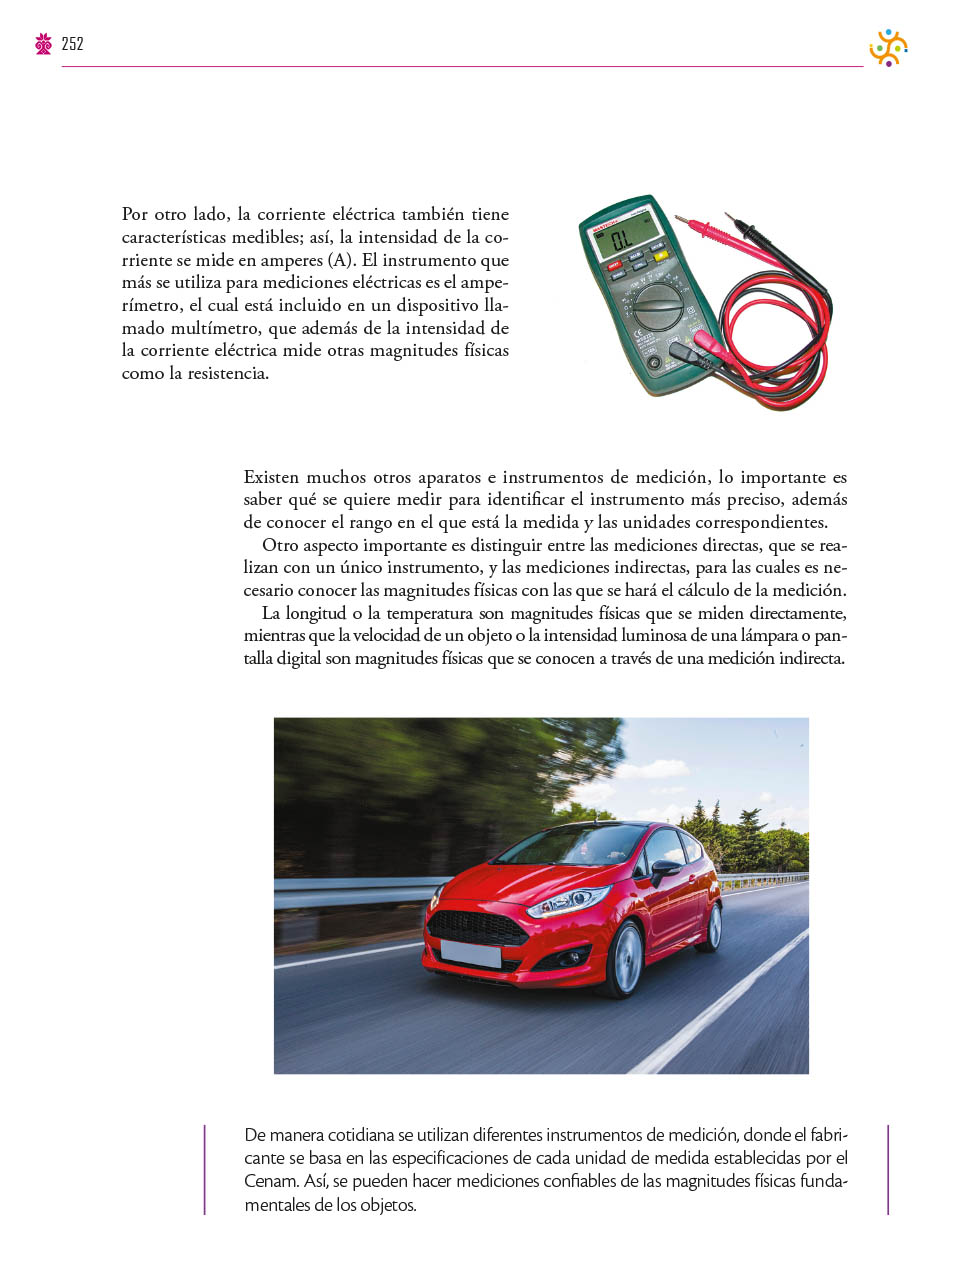 252
Por otro lado, la corriente eléctrica también tiene
características medibles; así, la intensidad de la co-
rriente se mide en amperes (A). El instrumento que
más se utiliza para mediciones eléctricas es el ampe-
rímetro, el cual está incluido en un dispositivo lla-
mado multímetro, que además de la intensidad de
la corriente eléctrica mide otras magnitudes físicas
como la resistencia.
0.L
Existen muchos otros aparatos e instrumentos de medición, lo importante es
saber qué se quiere medir para identificar el instrumento más preciso, además
de conocer el rango en el que está la medida y las unidades correspondientes.
Otro aspecto importante es distinguir entre las mediciones directas, que se rea-
lizan con un único instrumento, y las mediciones indirectas, para las cuales es ne-
cesario conocer las magnitudes físicas con las que se hará el cálculo de la medición.
La longitud o la temperatura son magnitudes físicas que se miden directamente,
mientras que la velocidad de un objeto o la intensidad luminosa de una lámpara o pan-
talla digital son magnitudes físicas que se conocen a través de una medición indirecta.
De manera cotidiana se utilizan diferentes instrumentos de medición, donde el fabri-
cante se basa en las especificaciones de cada unidad de medida establecidas por el
Cenam. Así, se pueden hacer mediciones confiables de las magnitudes físicas funda-
mentales de los objetos.